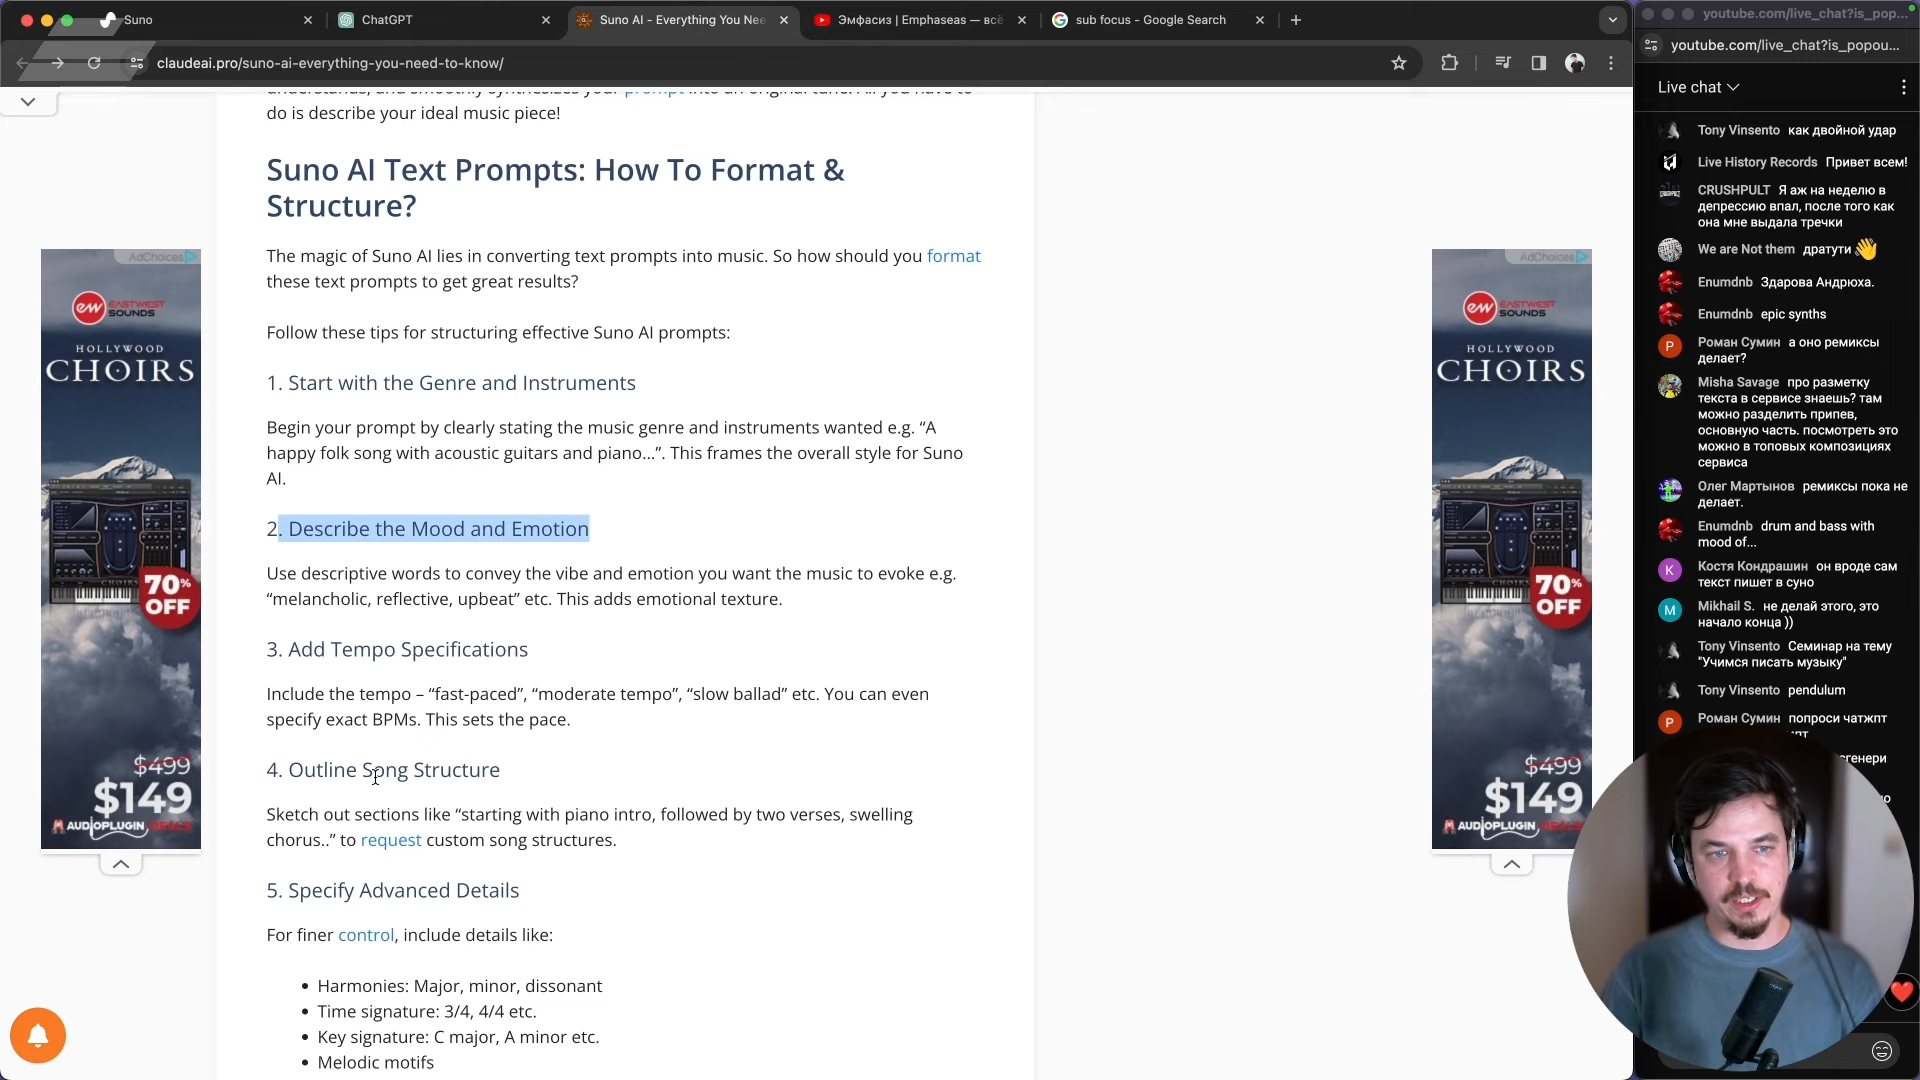 Suno
ChatGPT
Suno AI - Everything You Nee
Эмфасиз | Emphaseas — всё
sub focus - Google Search
claudeai.pro/suno-ai-everything-you-need-to-know/
do is describe your ideal music piece!
Suno AI Text Prompts: How To Format &
Structure?
The magic of Suno AI lies in converting text prompts into music. So how should you format
these text prompts to get great results?
Follow these tips for structuring effective Suno AI prompts:
1. Start with the Genre and Instruments
Begin your prompt by clearly stating the music genre and instruments wanted e.g. “A
happy folk song with acoustic guitars and piano…”. This frames the overall style for Suno
AI.
2. Describe the Mood and Emotion
Use descriptive words to convey the vibe and emotion you want the music to evoke e.g.
“melancholic, reflective, upbeat” etc. This adds emotional texture.
3. Add Tempo Specifications
Include the tempo – “fast-paced”, “moderate tempo”, “slow ballad” etc. You can even
specify exact BPMs. This sets the pace.
4. Outline Song Structure
Sketch out sections like “starting with piano intro, followed by two verses, swelling
chorus..” to request custom song structures.
5. Specify Advanced Details
For finer control, include details like:
• Harmonies: Major, minor, dissonant
• Time signature: 3/4, 4/4 etc.
• Key signature: C major, A minor etc.
• Melodic motifs
AdChoices
ew EASTWEST
SOUNDS
HOLLYWOOD
CHOIRS
70%
OFF
$499
$149
AUDIOPLUGIN
AdChoices
ew EASTWEST
SOUNDS
HOLLYWOOD
CHOIRS
70%
OFF
$499
$149
AUDIOPLUGIN
youtube.com/live_chat?is_pop...
youtube.com/live_chat?is_popou...
Live chat
Tony Vinsento как двойной удар
Live History Records Привет всем!
CRUSHPULT Я аж на неделю в
депрессию впал, после того как
она мне выдала тречки
We are Not them дратути👋
Enumdnb Здарова Андрюха.
Enumdnb epic synths
Роман Сумин а оно ремиксы
делает?
Misha Savage про разметку
текста в сервисе знаешь? там
можно разделить припев,
основную часть. посмотреть это
можно в топовых композициях
сервиса
Олег Мартынов ремиксы пока не
делает.
Enumdnb drum and bass with
mood of...
Костя Кондрашин он вроде сам
текст пишет в суно
Mikhail S. не делай этого, это
начало конца ))
Tony Vinsento Семинар на тему
"Учимся писать музыку"
Tony Vinsento pendulum
Роман Сумин попроси чатжпт